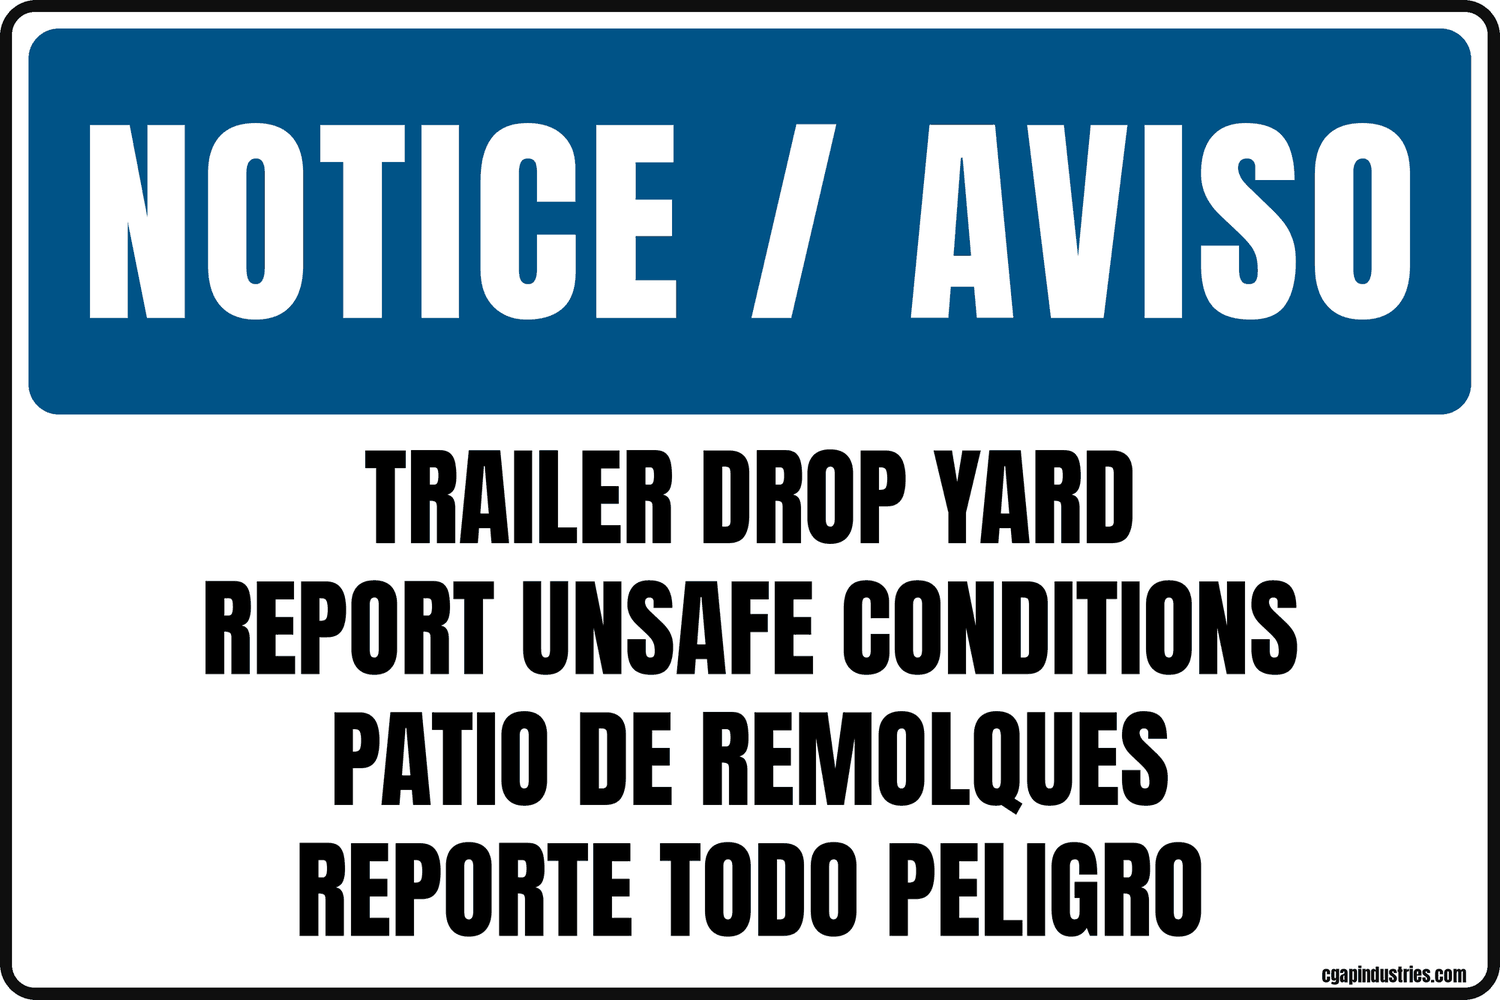 NOTICE / AVISO
TRAILER DROP YARD
REPORT UNSAFE CONDITIONS
PATIO DE REMOLQUES
REPORTE TODO PELIGRO
cgapindustries.com